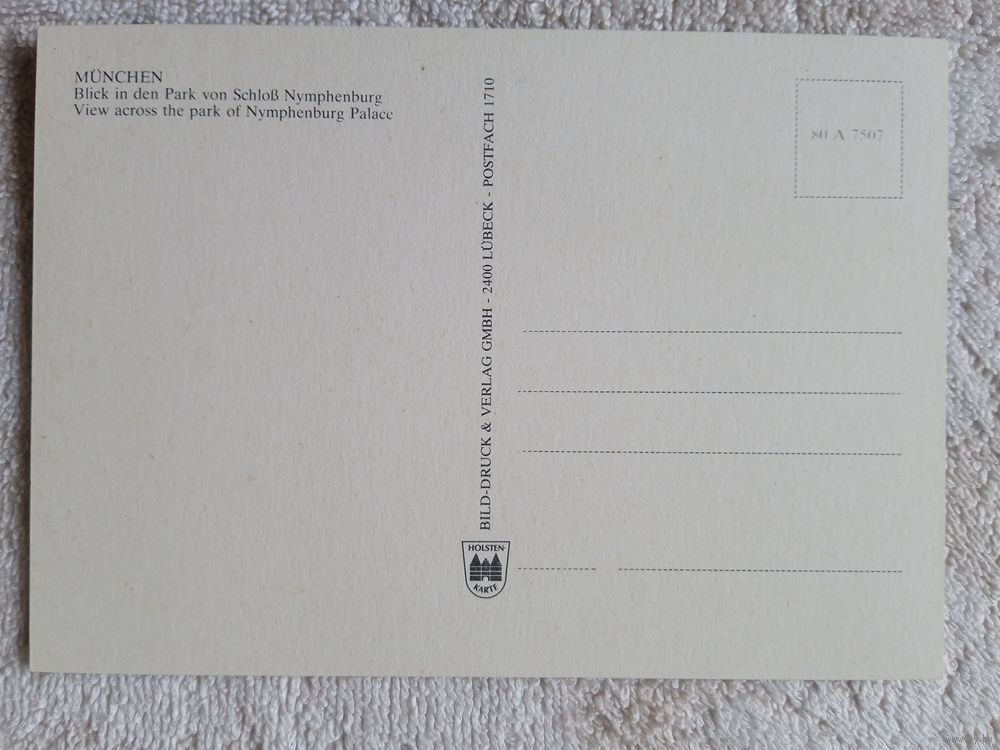 MÜNCHEN
Blick in den Park von Schloß Nymphenburg
View across the park of Nymphenburg Palace
BILD-DRUCK & VERLAG GMBH - 2400 LÜBECK - POSTFACH 1710
HOLSTEN-
KARTE
80 A 7507